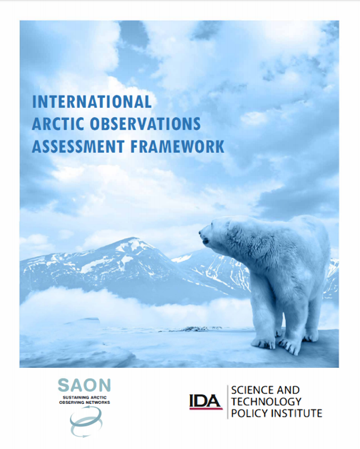 INTERNATIONAL
ARCTIC OBSERVATIONS
ASSESSMENT FRAMEWORK
SAON
SUSTAINING ARCTIC
OBSERVING NETWORKS
IDA
SCIENCE AND
TECHNOLOGY
POLICY INSTITUTE